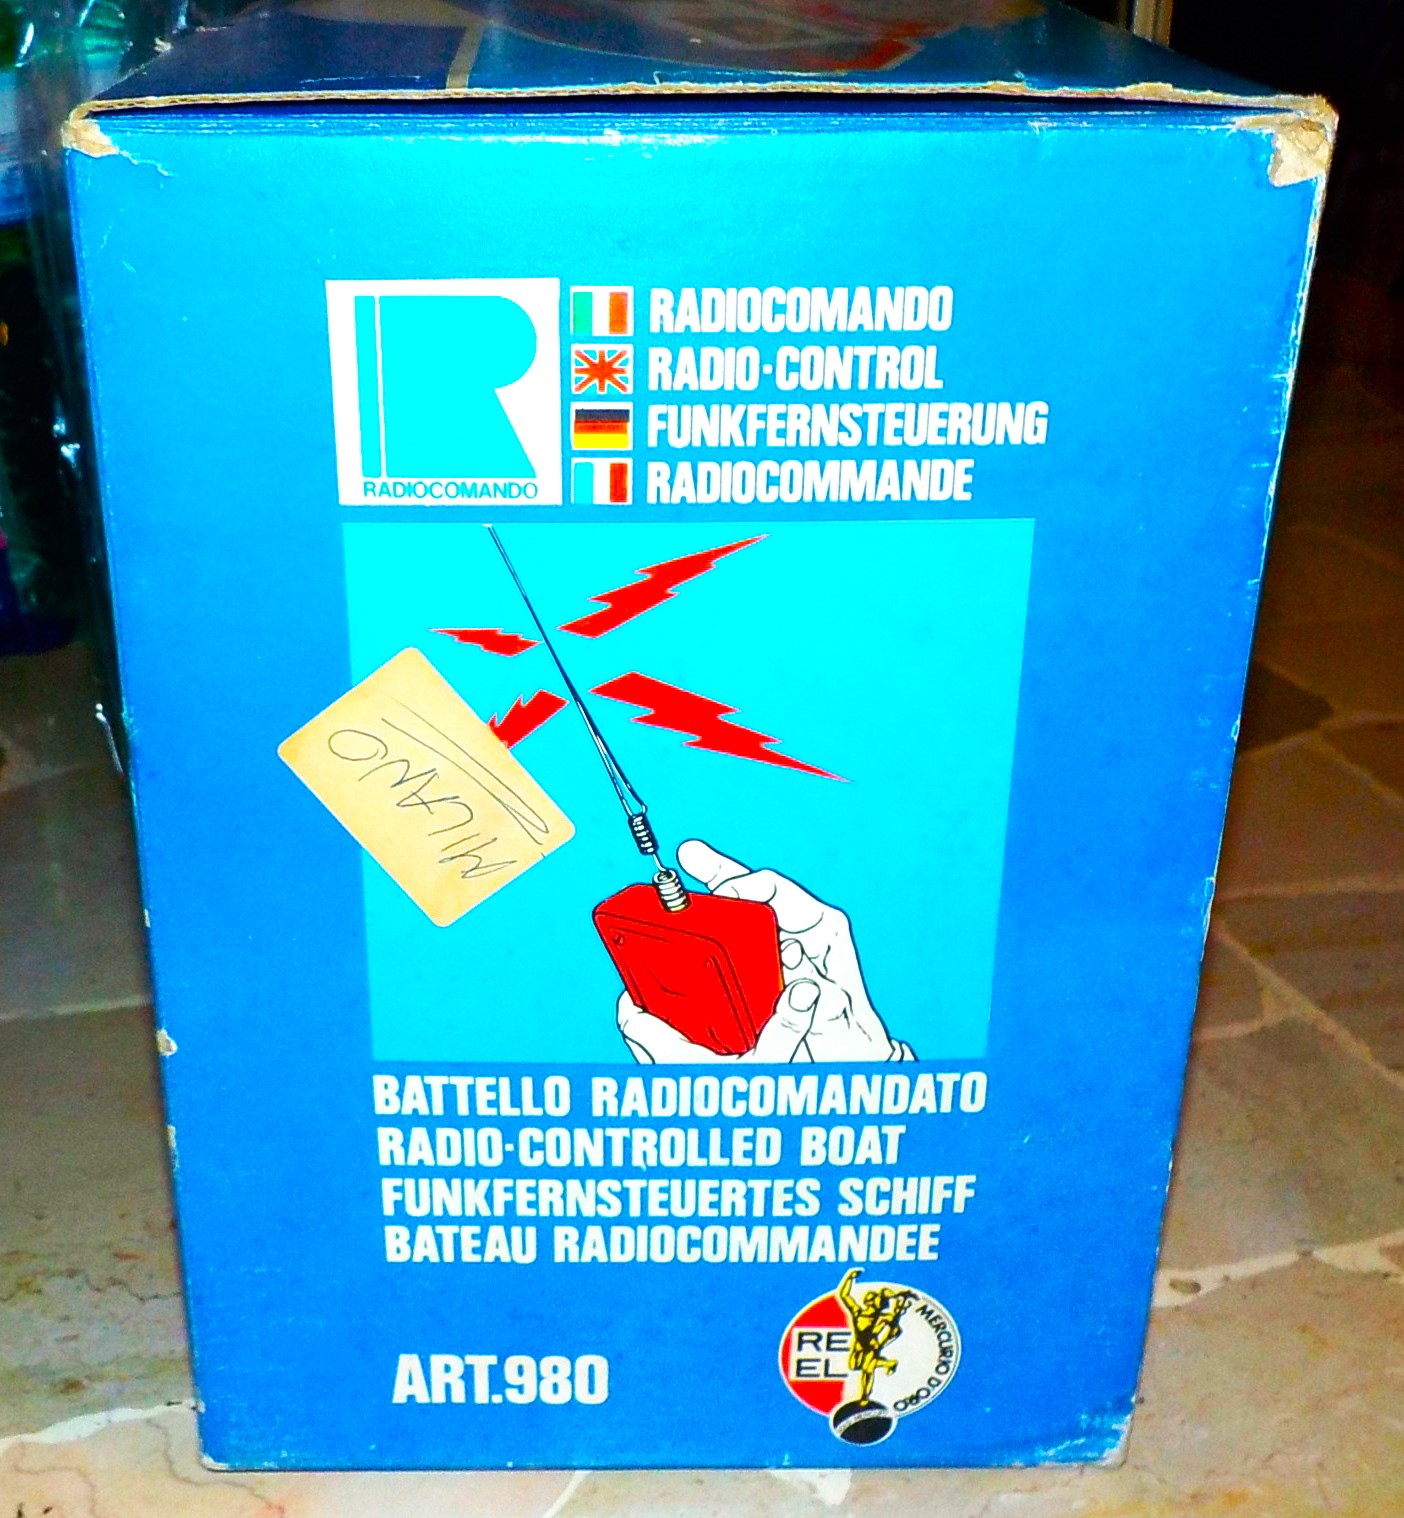 RADIOCOMANDO
RADIOCOMANDO
RADIO-CONTROL
FUNKFERNSTEUERUNG
RADIOCOMMANDE
MILANO
BATTELLO RADIOCOMANDATO
RADIO-CONTROLLED BOAT
FUNKFERNSTEUERTES SCHIFF
BATEAU RADIOCOMMANDEE
ART.980
RE
EL
MERCURIO D'ORO